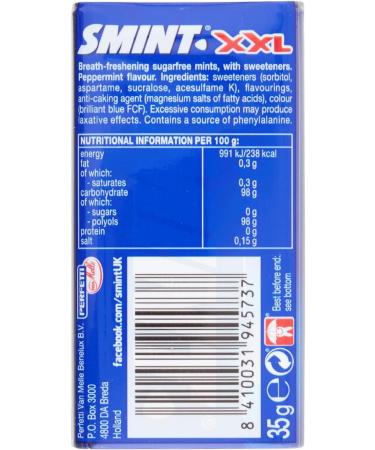 SMINT XXL
Breath-freshening sugarfree mints, with sweeteners.
Peppermint flavour. Ingredients: sweeteners (sorbitol,
aspartame, sucralose, acesulfame K), flavourings,
anti-caking agent (magnesium salts of fatty acids), colour
(brilliant blue FCF). Excessive consumption may produce
laxative effects. Contains a source of phenylalanine.
NUTRITIONAL INFORMATION PER 100 g:
energy 991 kJ/238 kcal
fat 0,3 g
of which:
- saturates 0,3 g
carbohydrate 98 g
of which:
- sugars 0 g
- polyols 98 g
protein 0 g
salt 0,15 g
PERFETTI
Van Melle
Perfetti Van Melle Benelux B.V.
P.O. Box 3000
4800 DA Breda
Holland
facebook.com/smintUK
8 410031 945737
Best before end:
see bottom
35g e